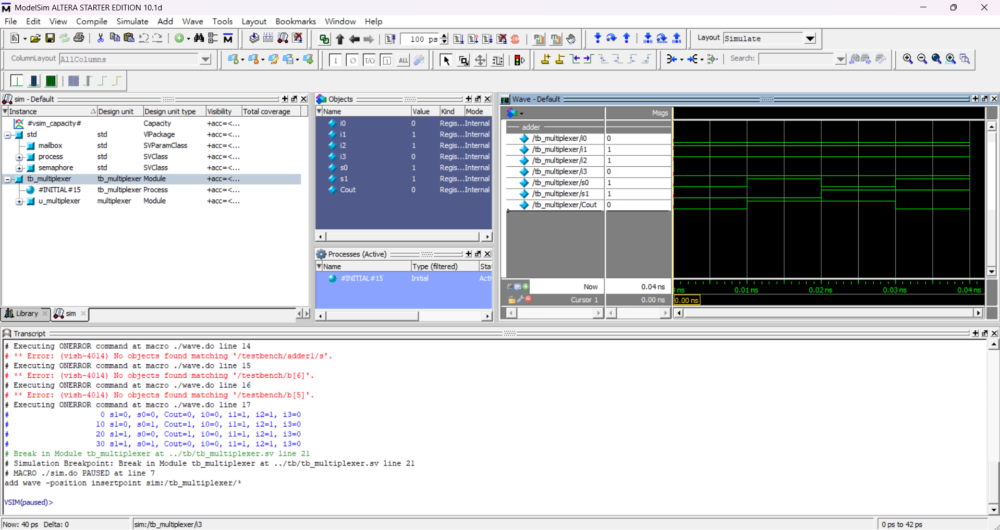 ModelSim ALTERA STARTER EDITION 10.1d
File Edit View Compile Simulate Add Wave Tools Layout Bookmarks Window Help
100 ps
Layout Simulate
ColumnLayout AllColumns
Search:
sim - Default
Instance Design unit Design unit type Visibility Total coverage
#vsim_capacity# Capacity +acc=<...
std std VlPackage +acc=<...
mailbox std SVParamClass +acc=<...
process std SVClass +acc=<...
semaphore std SVClass +acc=<...
tb_multiplexer tb_multiplexer Module +acc=<...
#INITIAL#15 tb_multiplexer Process +acc=<...
u_multiplexer multiplexer Module +acc=<...
Library sim
Objects
Name Value Kind Mode
i0 0 Regis... Internal
i1 1 Regis... Internal
i2 1 Regis... Internal
i3 0 Regis... Internal
s0 1 Regis... Internal
s1 1 Regis... Internal
Cout 0 Regis... Internal
Processes (Active)
Name Type (filtered) Sta
#INITIAL#15 Initial Acti
Wave - Default
Msgs
adder
/tb_multiplexer/i0 0
/tb_multiplexer/i1 1
/tb_multiplexer/i2 1
/tb_multiplexer/i3 0
/tb_multiplexer/s0 1
/tb_multiplexer/s1 1
/tb_multiplexer/Cout 0
Now 0.04 ns ns 0.01 ns 0.02 ns 0.03 ns 0.04 ns
Cursor 1 0.00 ns 0.00 ns
Transcript
# Executing ONERROR command at macro ./wave.do line 14
# ** Error: (vish-4014) No objects found matching '/testbench/adder1/s'.
# Executing ONERROR command at macro ./wave.do line 15
# ** Error: (vish-4014) No objects found matching '/testbench/b[6]'.
# Executing ONERROR command at macro ./wave.do line 16
# ** Error: (vish-4014) No objects found matching '/testbench/b[5]'.
# Executing ONERROR command at macro ./wave.do line 17
# 0 s1=0, s0=0, Cout=0, i0=0, i1=1, i2=1, i3=0
# 10 s1=0, s0=1, Cout=1, i0=0, i1=1, i2=1, i3=0
# 20 s1=1, s0=0, Cout=1, i0=0, i1=1, i2=1, i3=0
# 30 s1=1, s0=1, Cout=0, i0=0, i1=1, i2=1, i3=0
# Break in Module tb_multiplexer at ../tb/tb_multiplexer.sv line 21
# Simulation Breakpoint: Break in Module tb_multiplexer at ../tb/tb_multiplexer.sv line 21
# MACRO ./sim.do PAUSED at line 7
add wave -position insertpoint sim:/tb_multiplexer/*
VSIM(paused)>
Now: 40 ps Delta: 0 sim:/tb_multiplexer/i3 0 ps to 42 ps